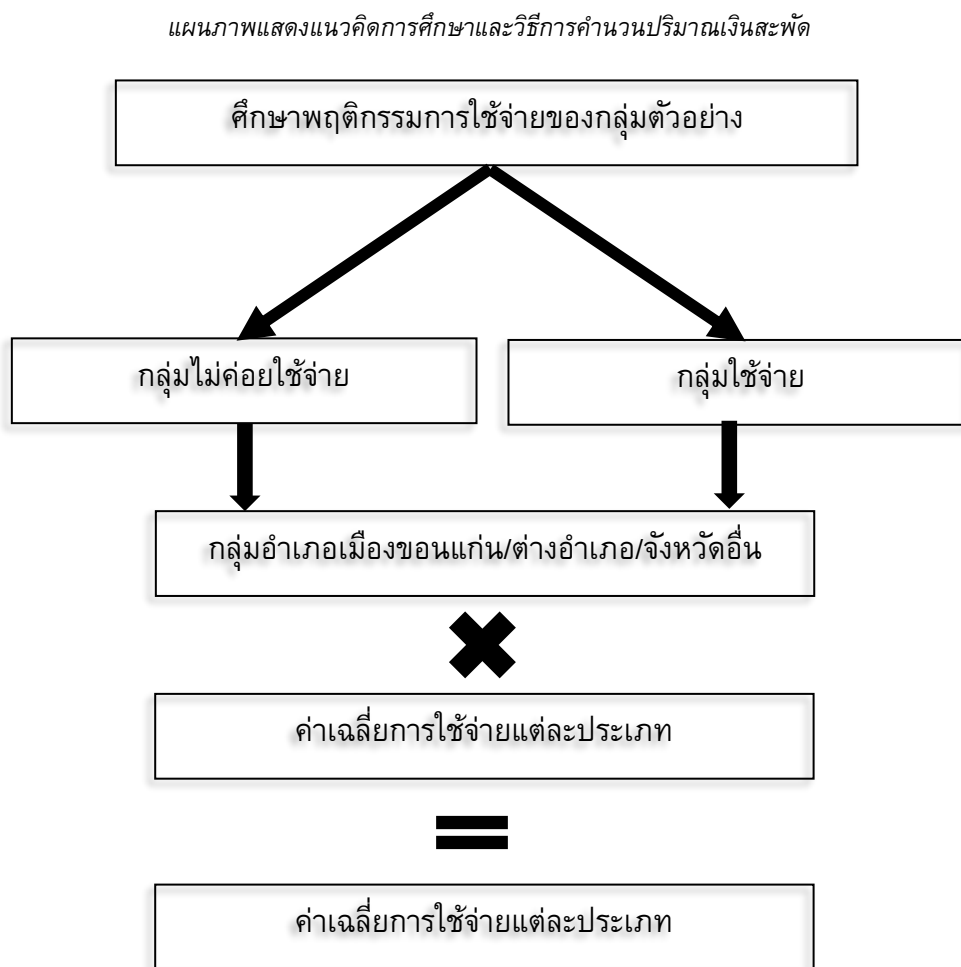 แผนภาพแสดงแนวคิดการศึกษาและวิธีการคำนวนปริมาณเงินสะพัด
ศึกษาพฤติกรรมการใช้จ่ายของกลุ่มตัวอย่าง
กลุ่มไม่ค่อยใช้จ่าย
กลุ่มใช้จ่าย
กลุ่มอำเภอเมืองขอนแก่น/ต่างอำเภอ/จังหวัดอื่น
ค่าเฉลี่ยการใช้จ่ายแต่ละประเภท
ค่าเฉลี่ยการใช้จ่ายแต่ละประเภท